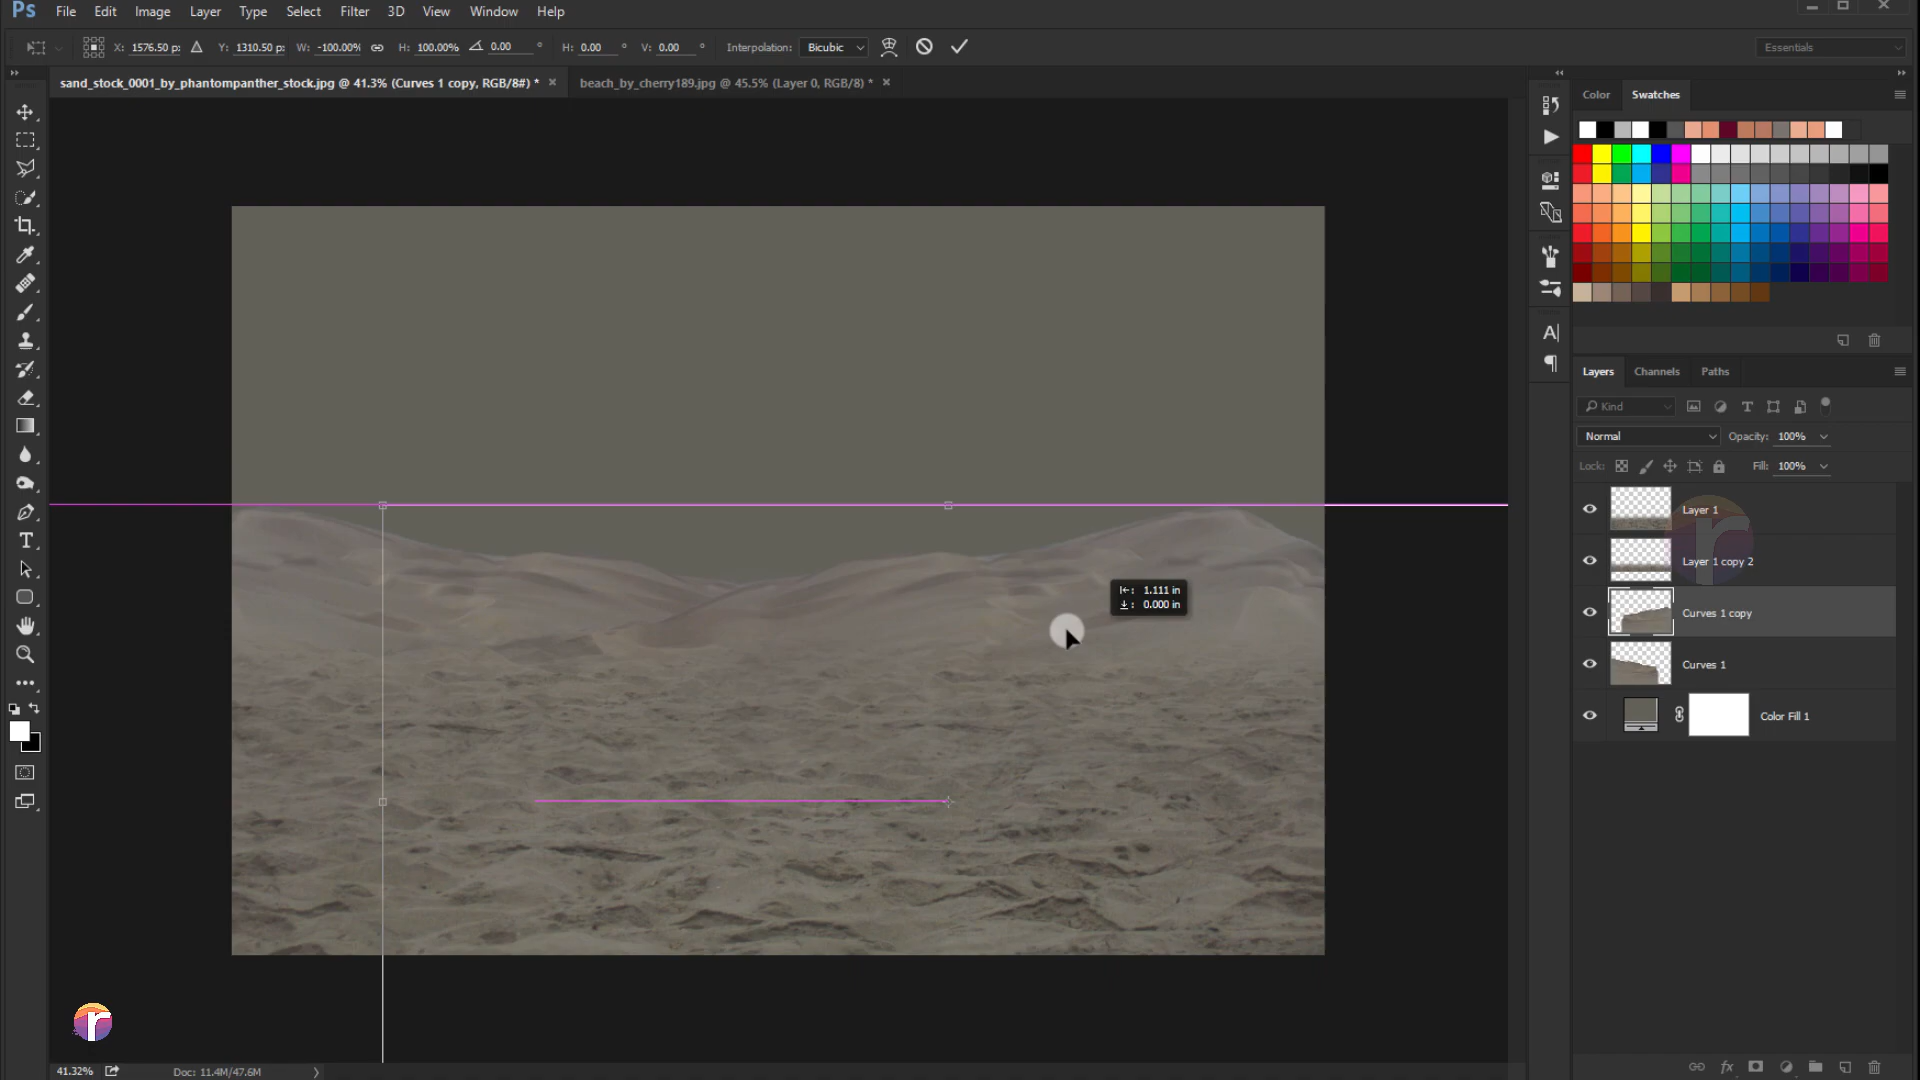 Ps File Edit Image Layer Type Select Filter 3D View Window Help
X: 1576.50 p: Y: 1310.50 p: W: -100.00% H: 100.00% 0.00 ° H: 0.00 ° V: 0.00 ° Interpolation: Bicubic Essentials
sand_stock_0001_by_phantompanther_stock.jpg @ 41.3% (Curves 1 copy, RGB/8#) * × beach_by_cherry189.jpg @ 45.5% (Layer 0, RGB/8) * ×
Color Swatches
Layers Channels Paths
Kind
Normal Opacity: 100%
Lock: Fill: 100%
Layer 1
Layer 1 copy 2
Curves 1 copy
Curves 1
Color Fill 1
1.111 in
0.000 in
r
r
41.32% Doc: 11.4M/47.6M
fx